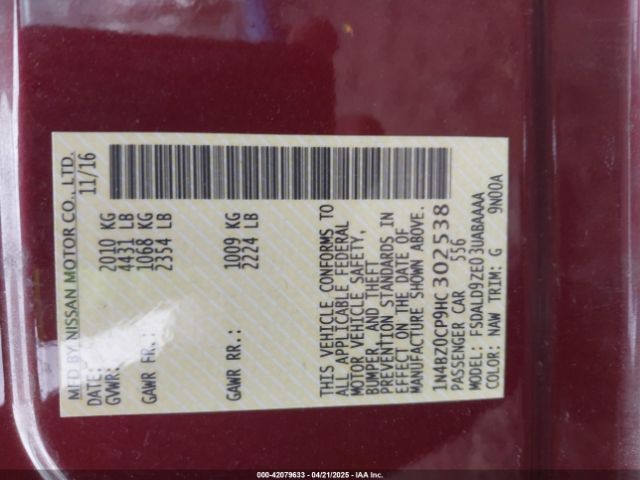 MFD BY NISSAN MOTOR CO., LTD.
DATE: 11/16
GVWR: 2010 KG
4431 LB
GAWR FR.: 1068 KG
2354 LB
GAWR RR.: 1009 KG
2224 LB
THIS VEHICLE CONFORMS TO
ALL APPLICABLE FEDERAL
MOTOR VEHICLE SAFETY,
BUMPER, AND THEFT
PREVENTION STANDARDS IN
EFFECT ON THE DATE OF
MANUFACTURE SHOWN ABOVE.
1N4BZ0CP9HC302538
PASSENGER CAR 556
MODEL: FSDALD9ZE03UABAAAA
COLOR: NAW TRIM: G 9N00A
000-42079633 - 04/21/2025 - IAA Inc.